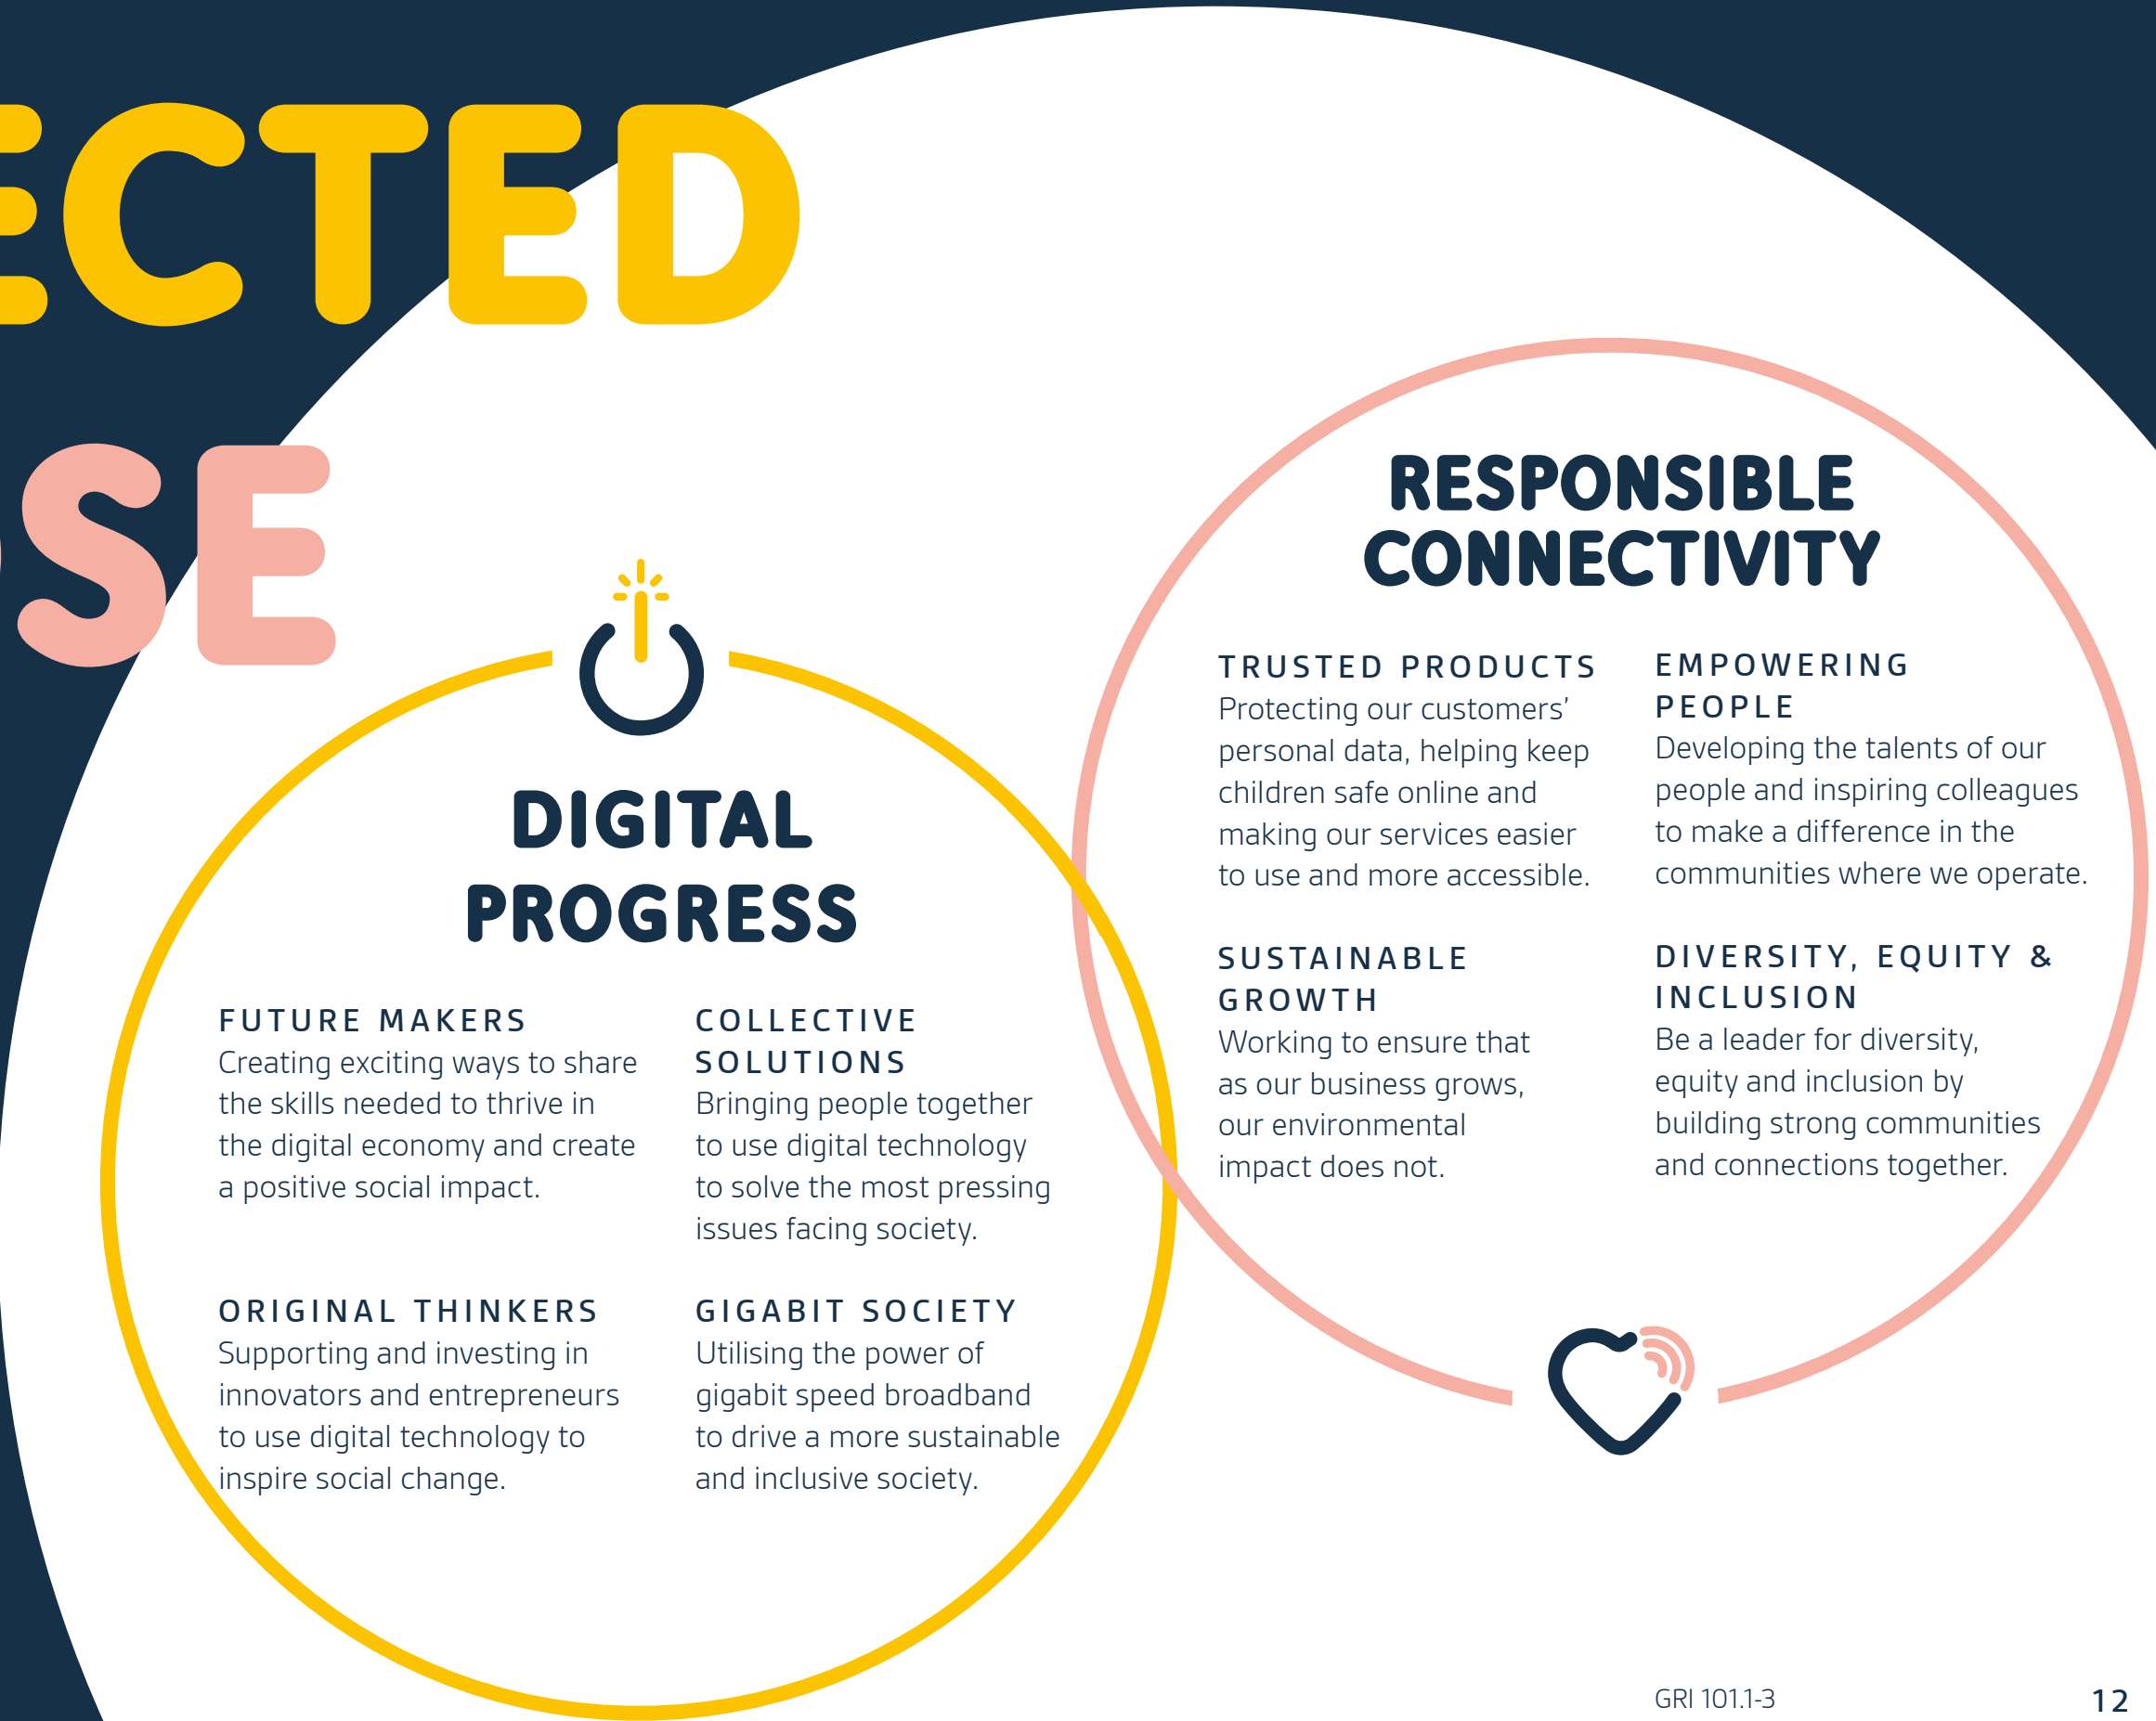 ECTED
SE
DIGITAL
PROGRESS
FUTURE MAKERS
Creating exciting ways to share
the skills needed to thrive in
the digital economy and create
a positive social impact.
COLLECTIVE
SOLUTIONS
Bringing people together
to use digital technology
to solve the most pressing
issues facing society.
ORIGINAL THINKERS
Supporting and investing in
innovators and entrepreneurs
to use digital technology to
inspire social change.
GIGABIT SOCIETY
Utilising the power of
gigabit speed broadband
to drive a more sustainable
and inclusive society.
RESPONSIBLE
CONNECTIVITY
TRUSTED PRODUCTS
Protecting our customers’
personal data, helping keep
children safe online and
making our services easier
to use and more accessible.
EMPOWERING
PEOPLE
Developing the talents of our
people and inspiring colleagues
to make a difference in the
communities where we operate.
SUSTAINABLE
GROWTH
Working to ensure that
as our business grows,
our environmental
impact does not.
DIVERSITY, EQUITY &
INCLUSION
Be a leader for diversity,
equity and inclusion by
building strong communities
and connections together.
GRI 101.1-3
12